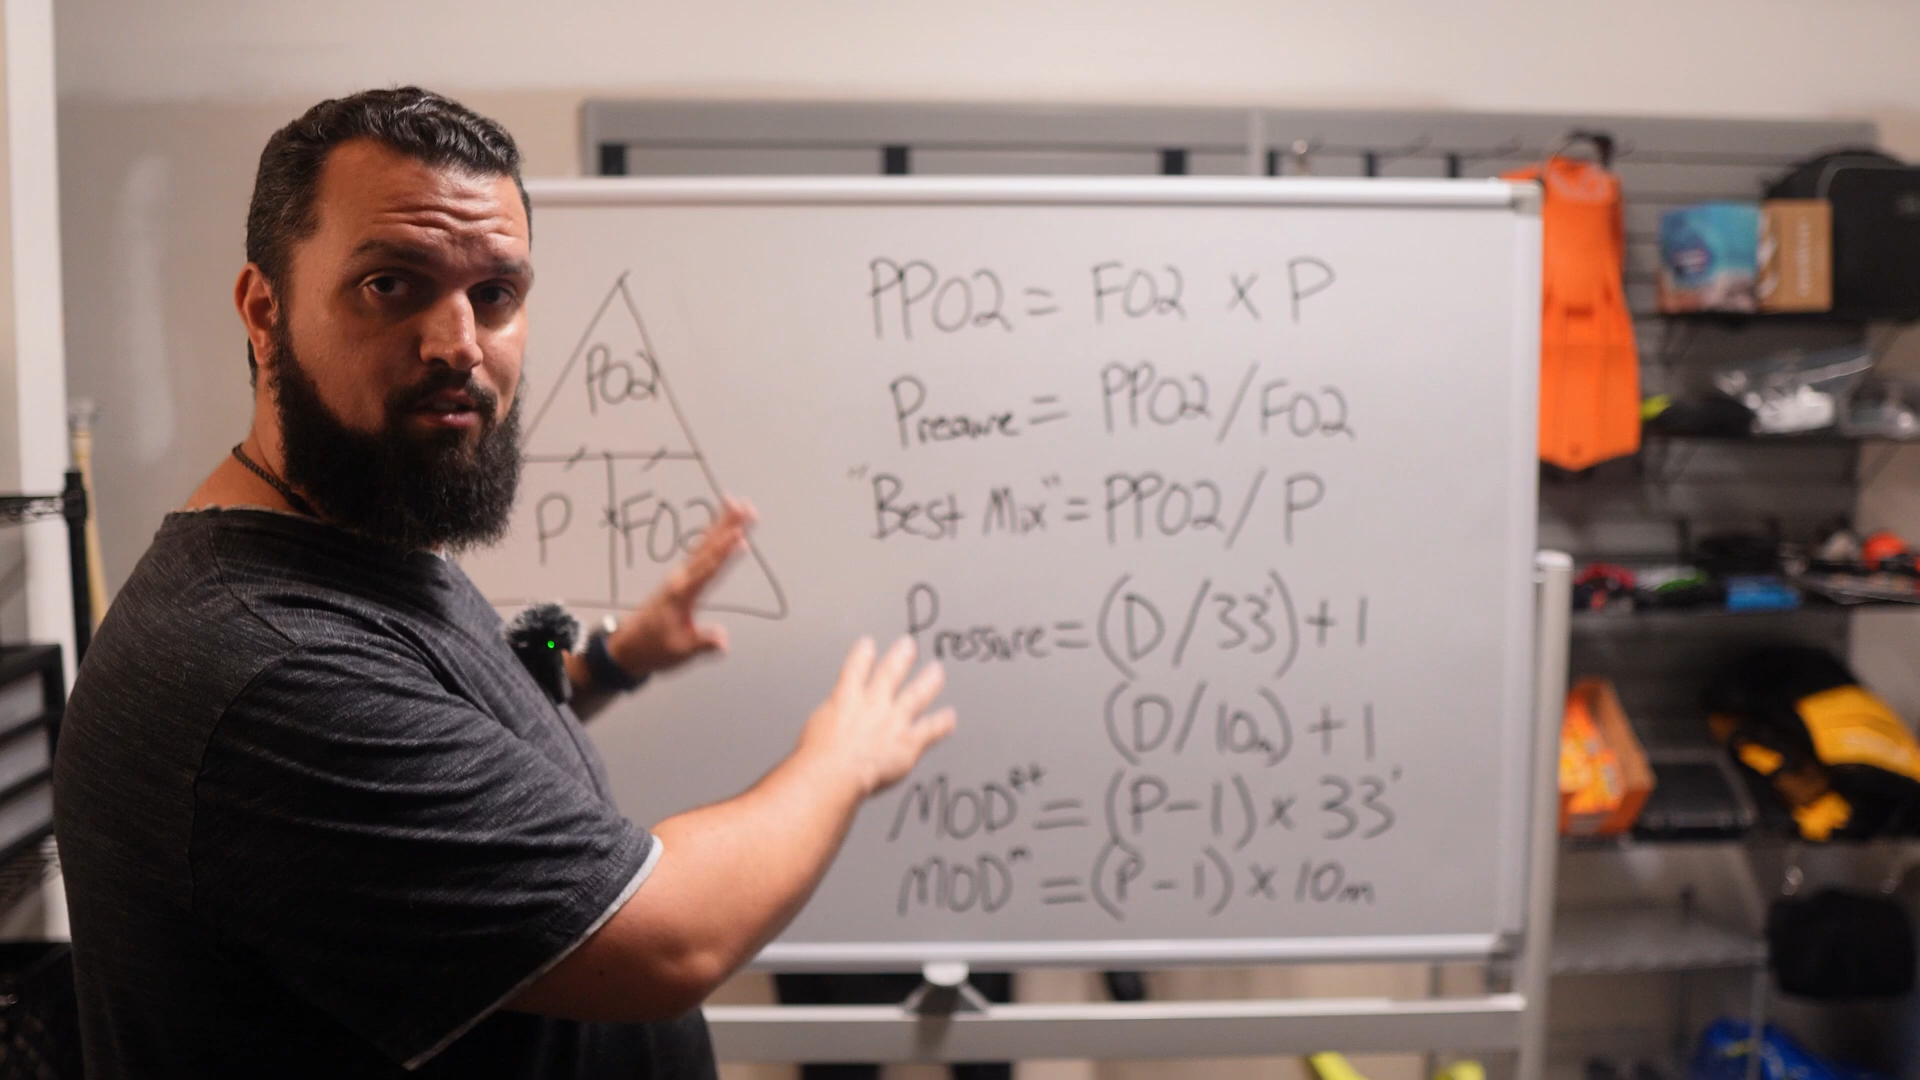 PO2
P x FO2
PPO2 = FO2 x P
Presure = PPO2/FO2
"Best Mix" = PPO2/P
Pressure = (D/33') + 1
(D/10m) + 1
MODft = (P-1) x 33'
MODm = (P-1) x 10m